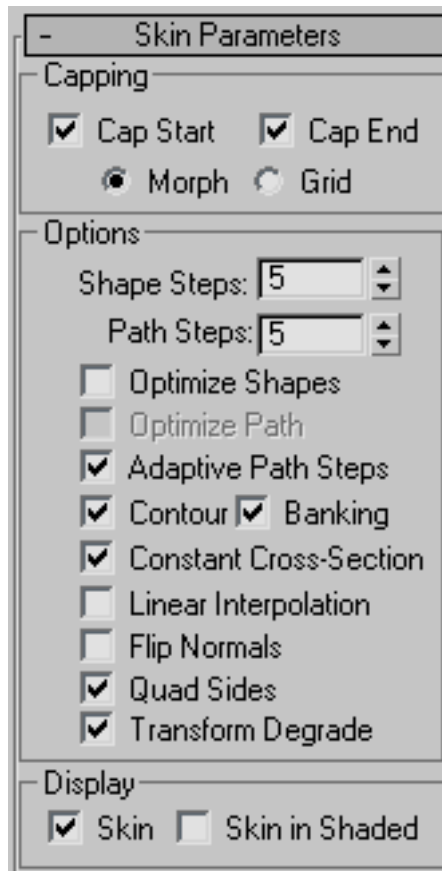 - Skin Parameters
Capping
Cap Start Cap End
Morph Grid
Options
Shape Steps: 5
Path Steps: 5
Optimize Shapes
Optimize Path
Adaptive Path Steps
Contour Banking
Constant Cross-Section
Linear Interpolation
Flip Normals
Quad Sides
Transform Degrade
Display
Skin Skin in Shaded